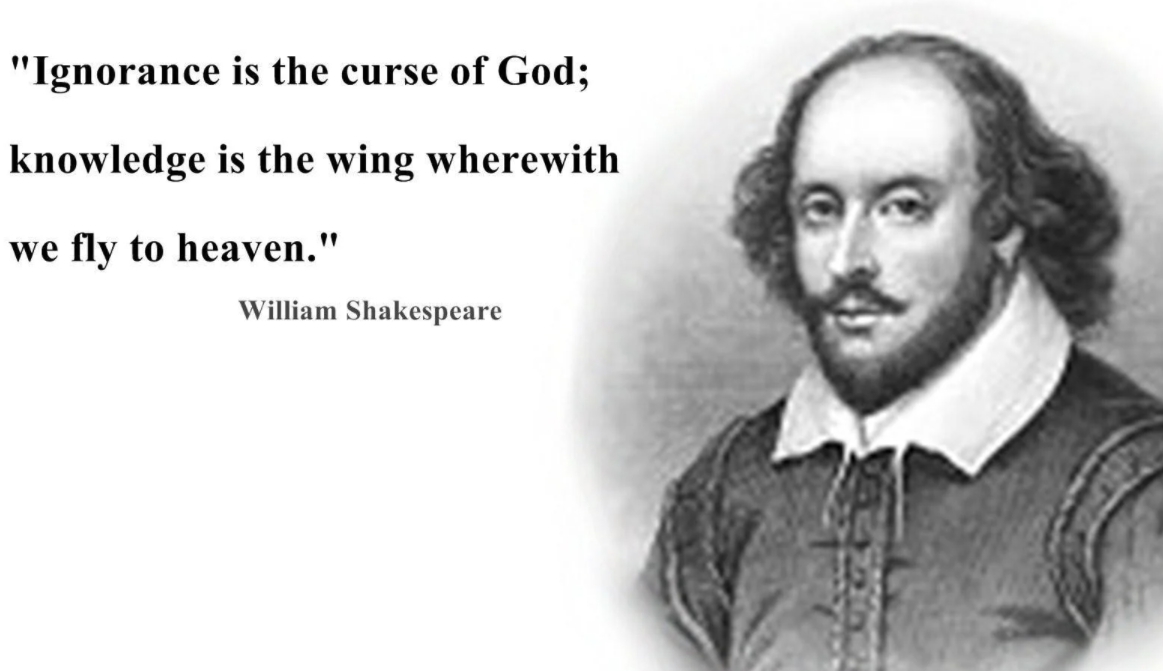 "Ignorance is the curse of God;
knowledge is the wing wherewith
we fly to heaven."
William Shakespeare